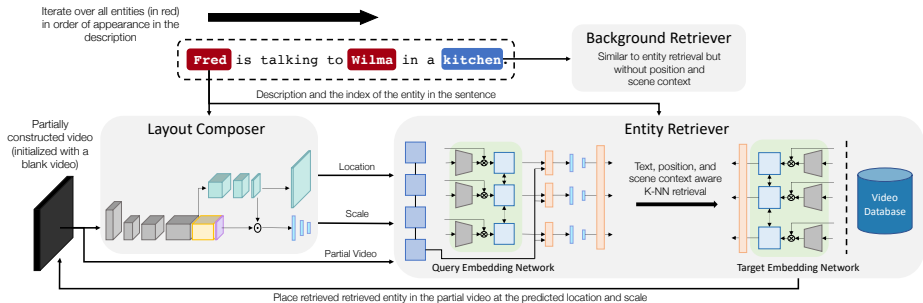 Iterate over all entities (in red)
in order of appearance in the
description
Fred is talking to Wilma in a kitchen.
Background Retriever
Similar to entity retrieval but
without position and
scene context
Description and the index of the entity in the sentence
Partially
constructed video
(initialized with a
blank video)
Layout Composer
Location
Scale
Partial Video
Entity Retriever
Text, position, and
scene context aware
K-NN retrieval
Video
Database
Query Embedding Network
Target Embedding Network
Place retrieved retrieved entity in the partial video at the predicted location and scale